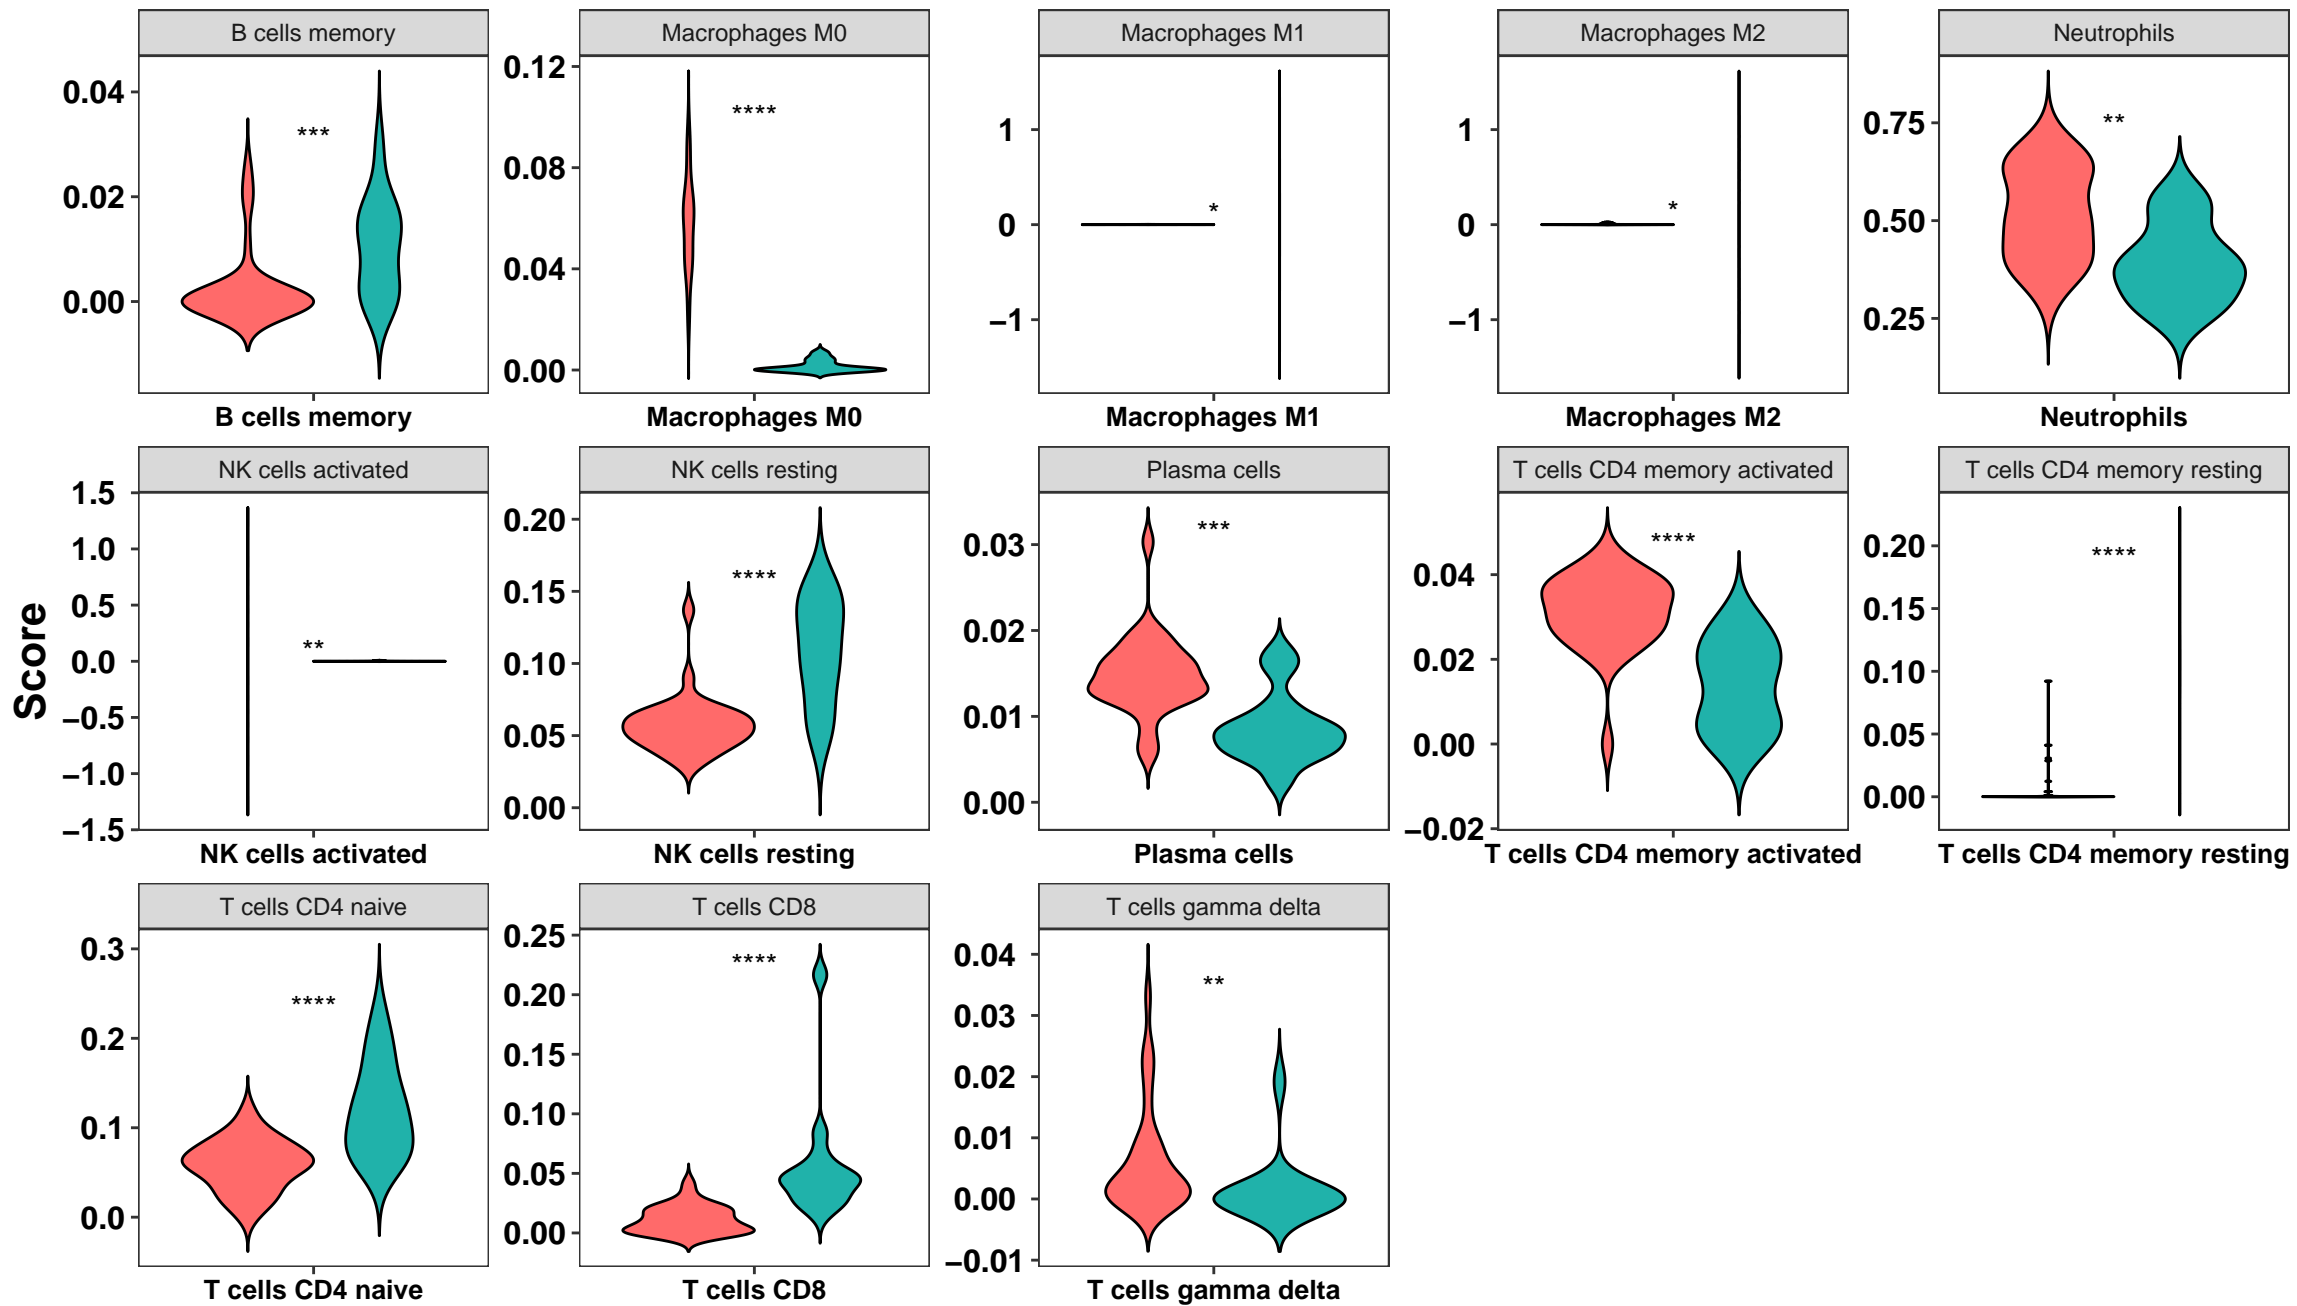 B cells memory
Macrophages M0
Macrophages M1
Macrophages M2
Neutrophils
0.04
0.02
0.00
***
B cells memory
0.12
0.08
0.04
0.00
****
Macrophages M0
1
0
−1
*
Macrophages M1
1
0
−1
*
Macrophages M2
0.75
0.50
0.25
**
Neutrophils
Score
NK cells activated
NK cells resting
Plasma cells
T cells CD4 memory activated
T cells CD4 memory resting
1.5
1.0
0.5
0.0
−0.5
−1.0
−1.5
**
NK cells activated
0.20
0.15
0.10
0.05
0.00
****
NK cells resting
0.03
0.02
0.01
0.00
***
Plasma cells
0.04
0.02
0.00
−0.02
****
T cells CD4 memory activated
0.20
0.15
0.10
0.05
0.00
****
T cells CD4 memory resting
T cells CD4 naive
T cells CD8
T cells gamma delta
0.3
0.2
0.1
0.0
****
T cells CD4 naive
0.25
0.20
0.15
0.10
0.05
0.00
****
T cells CD8
0.04
0.03
0.02
0.01
0.00
−0.01
**
T cells gamma delta